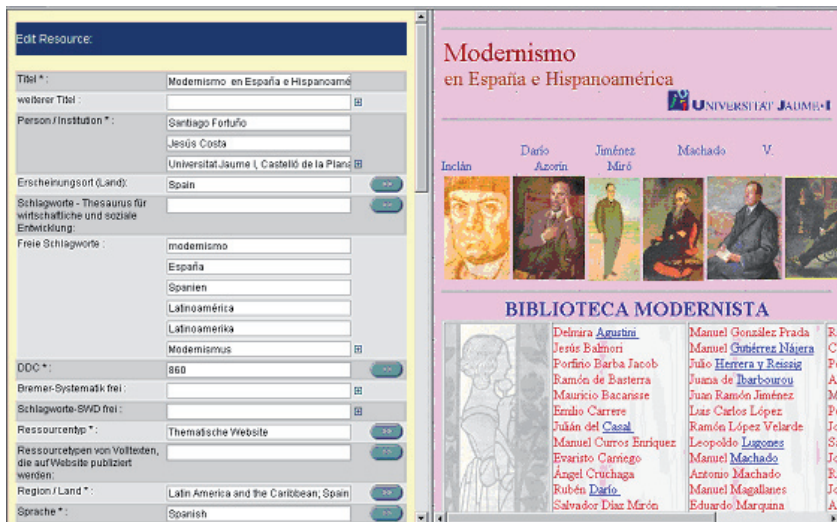 Edit Resource:
Titel * :
Modernismo en España e Hispanoamé
weiterer Titel :
Person / Institution * :
Santiago Fortuño
Jesús Costa
Universitat Jaume I, Castelló de la Plana
Erscheinungsort (Land):
Spain
Schlagworte - Thesaurus für
wirtschaftliche und soziale
Entwicklung:
Freie Schlagworte :
modernismo
España
Spanien
Latinoamérica
Latinoamerika
Modernismus
DDC * :
860
Bremer-Systematik frei :
Schlagworte-SWD frei :
Ressourcentyp * :
Thematische Website
Ressourcetypen von Volltexten,
die auf Website publiziert
werden:
Region / Land * :
Latin America and the Caribbean; Spain
Sprache * :
Spanish
Modernismo
en España e Hispanoamérica
UNIVERSITAT JAUME·I
Darío Jiménez Machado V.
Inclán Azorín Miró
BIBLIOTECA MODERNISTA
Delmira Agustini
Jesús Balmori
Porfirio Barba Jacob
Ramón de Basterra
Mauricio Bacarisse
Emilio Carrere
Julián del Casal
Manuel Curros Enríquez
Evaristo Carriego
Ángel Cruchaga
Rubén Darío
Salvador Díaz Mirón
Manuel González Prada
Manuel Gutiérrez Nájera
Julio Herrera y Reissig
Juana de Ibarbourou
Juan Ramón Jiménez
Luis Carlos López
Ramón López Velarde
Leopoldo Lugones
Manuel Machado
Antonio Machado
Manuel Magallanes
Eduardo Marquina